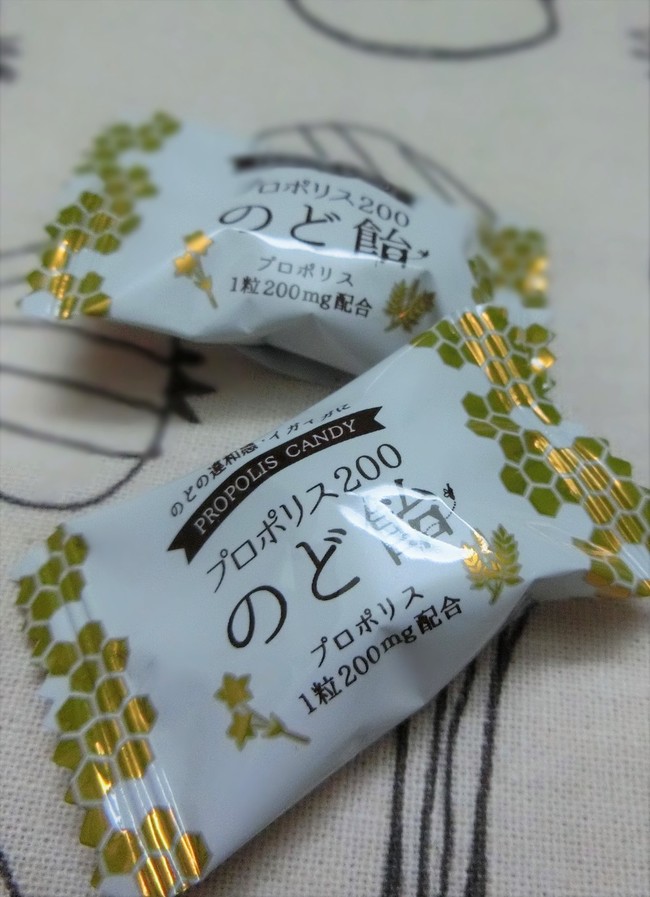 プロポリス200
のど飴
プロポリス
1粒200mg配合
のどの違和感・イガイガに
PROPOLIS CANDY
プロポリス200
のど飴
プロポリス
1粒200mg配合